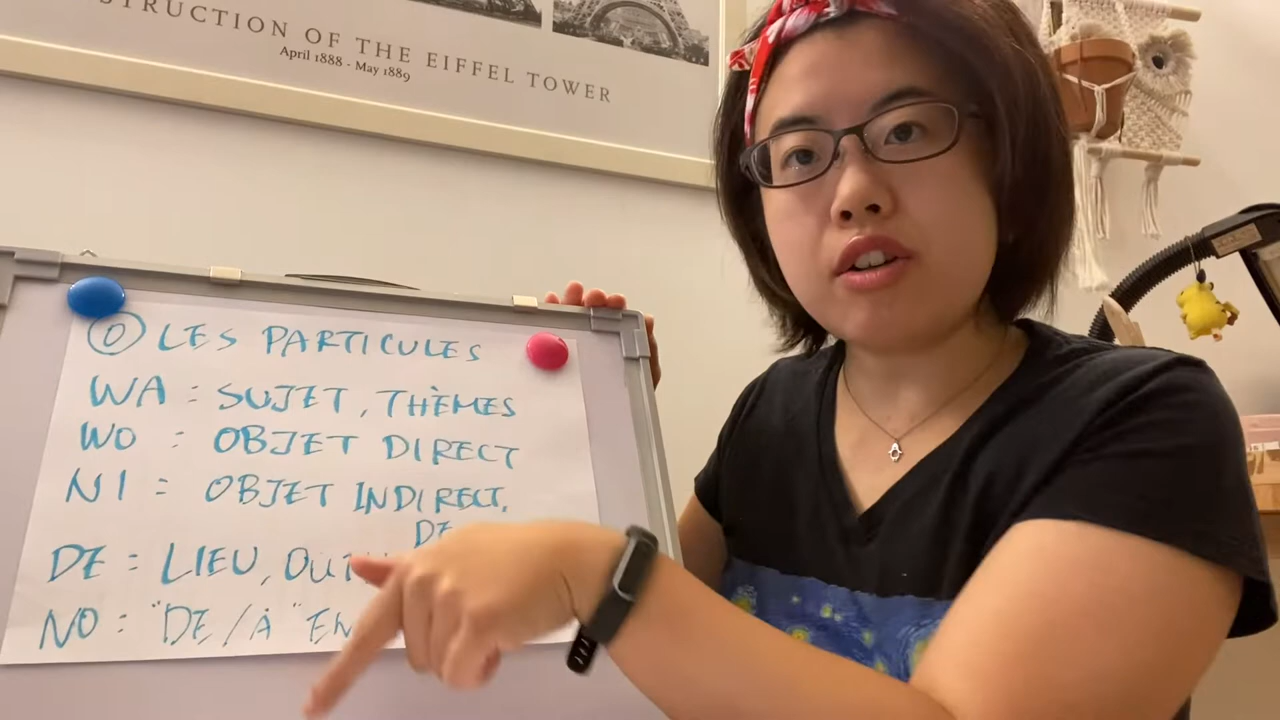 STRUCTION OF THE EIFFEL TOWER
April 1888 - May 1889
⓪ LES PARTICULES
WA : SUJET, THÈMES
WO : OBJET DIRECT
NI : OBJET INDIRECT,
DE : LIEU,
NO : "DE/À"